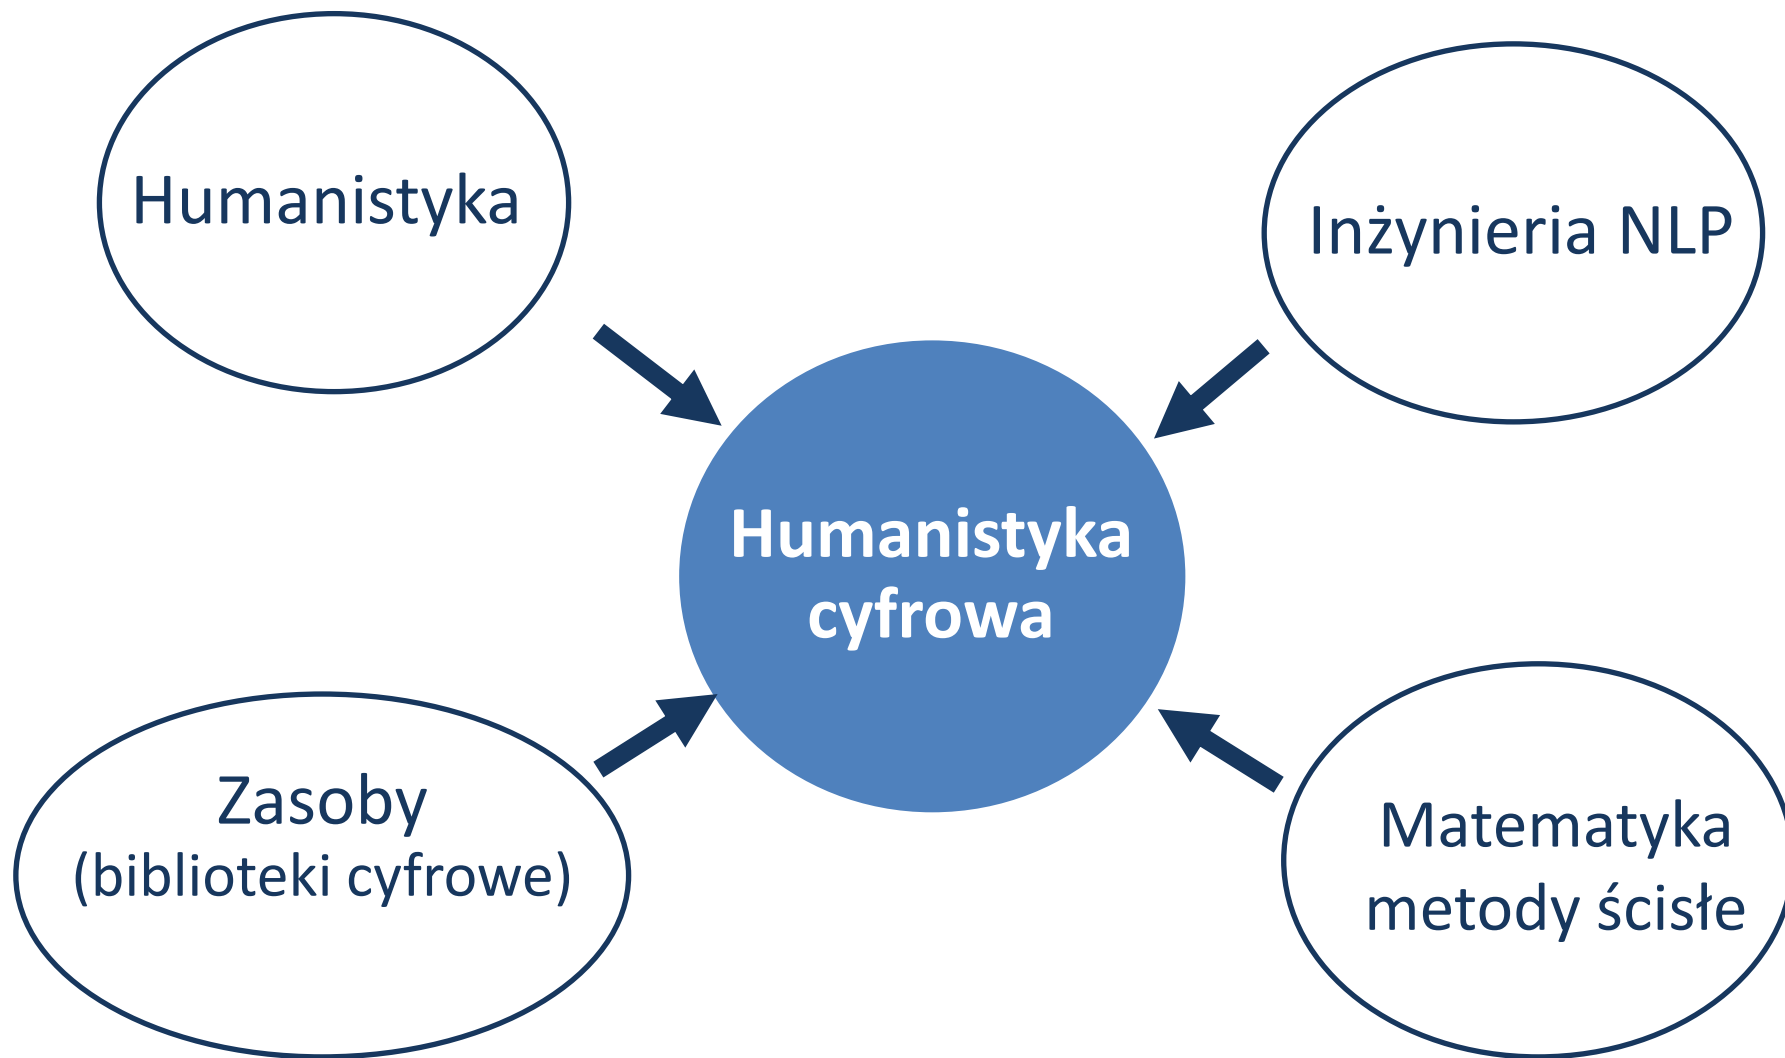 Humanistyka
Inżynieria NLP
Humanistyka
cyfrowa
Zasoby
(biblioteki cyfrowe)
Matematyka
metody ścisłe